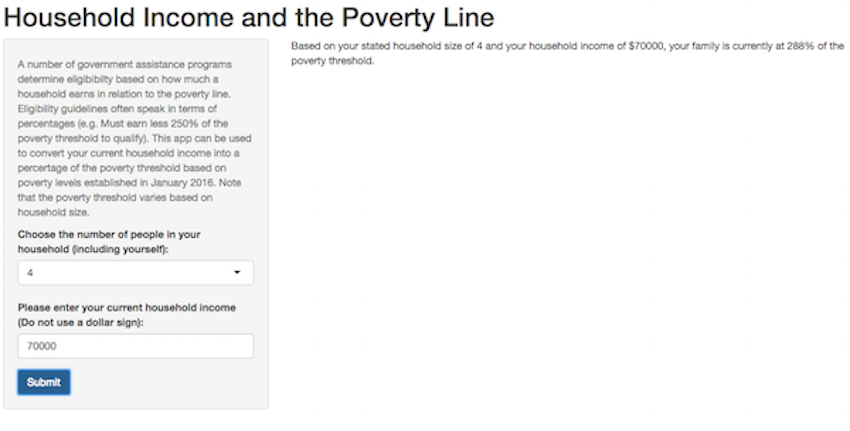 Household Income and the Poverty Line
A number of government assistance programs
determine eligibibilty based on how much a
household earns in relation to the poverty line.
Eligibility guidelines often speak in terms of
percentages (e.g. Must earn less 250% of the
poverty threshold to qualify). This app can be used
to convert your current household income into a
percertage of the poverty threshold based on
poverty levels established in January 2016. Note
that the poverty threshold varies based on
household size.
Choose the number of people in your
household (including yourself):
4
Please enter your current household income
(Do not use a dollar sign):
70000
Submit
Based on your stated household size of 4 and your household income of $70000, your family is currently at 288% of the
poverty threshold.